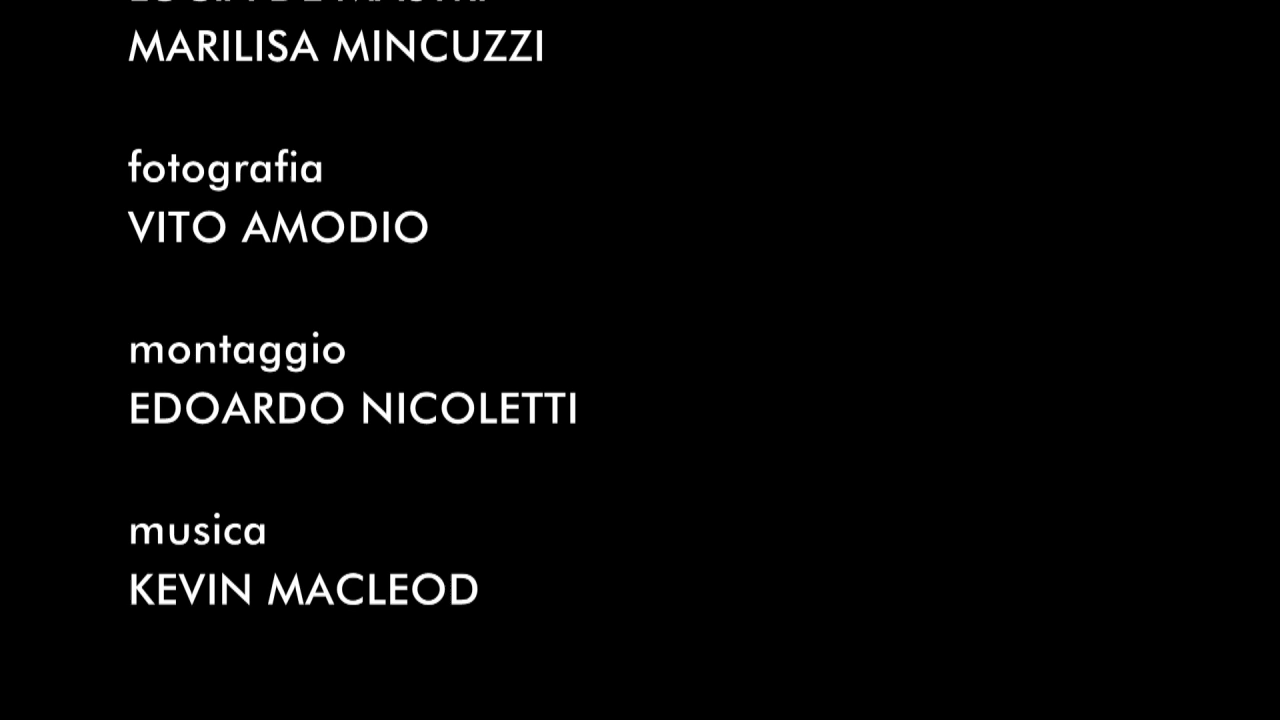 MARILISA MINCUZZI
fotografia
VITO AMODIO
montaggio
EDOARDO NICOLETTI
musica
KEVIN MACLEOD